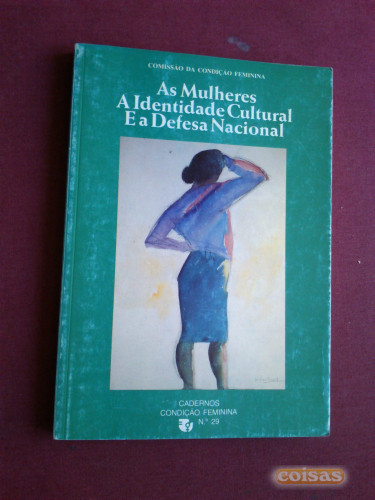 COMISSÃO DA CONDIÇÃO FEMININA
As Mulheres
A Identidade Cultural
E a Defesa Nacional
CADERNOS
CONDIÇÃO FEMININA
N.º 29
coisas